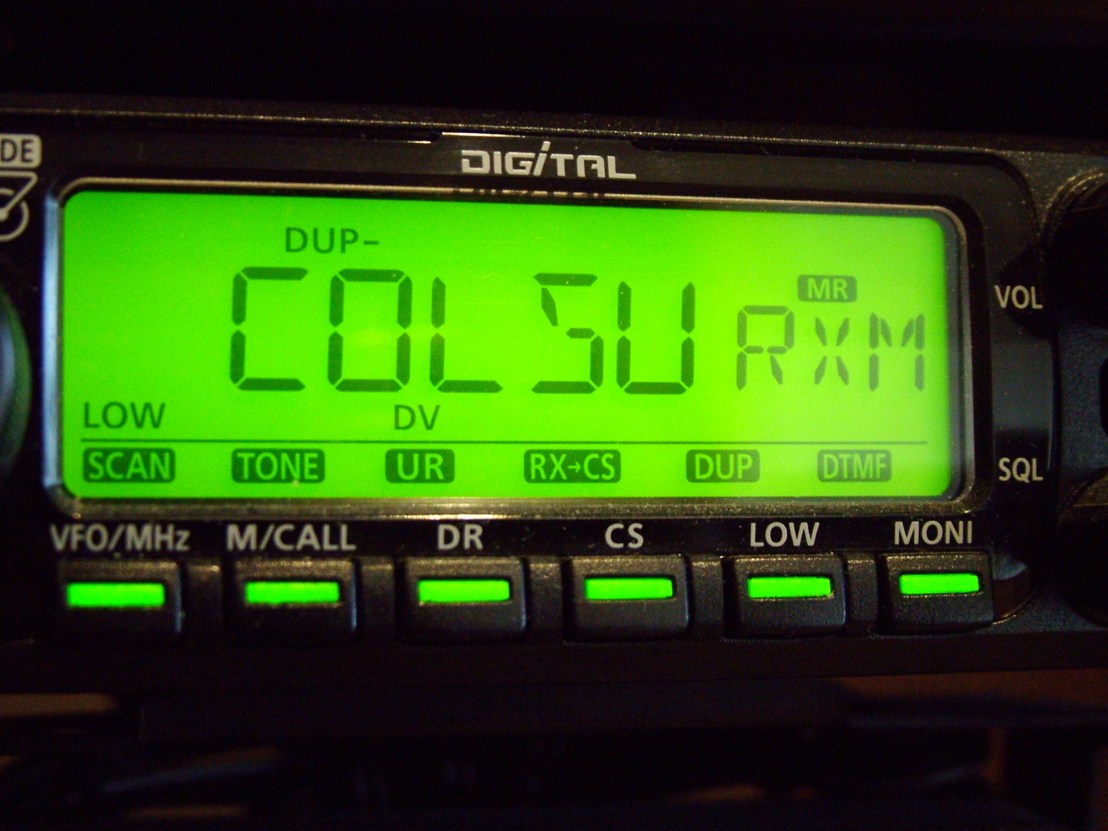 DE
DIGITAL
DUP-
MR
COLSU RXM
VOL
LOW DV
SCAN TONE UR RX→CS DUP DTMF
SQL
VFO/MHz M/CALL DR CS LOW MONI